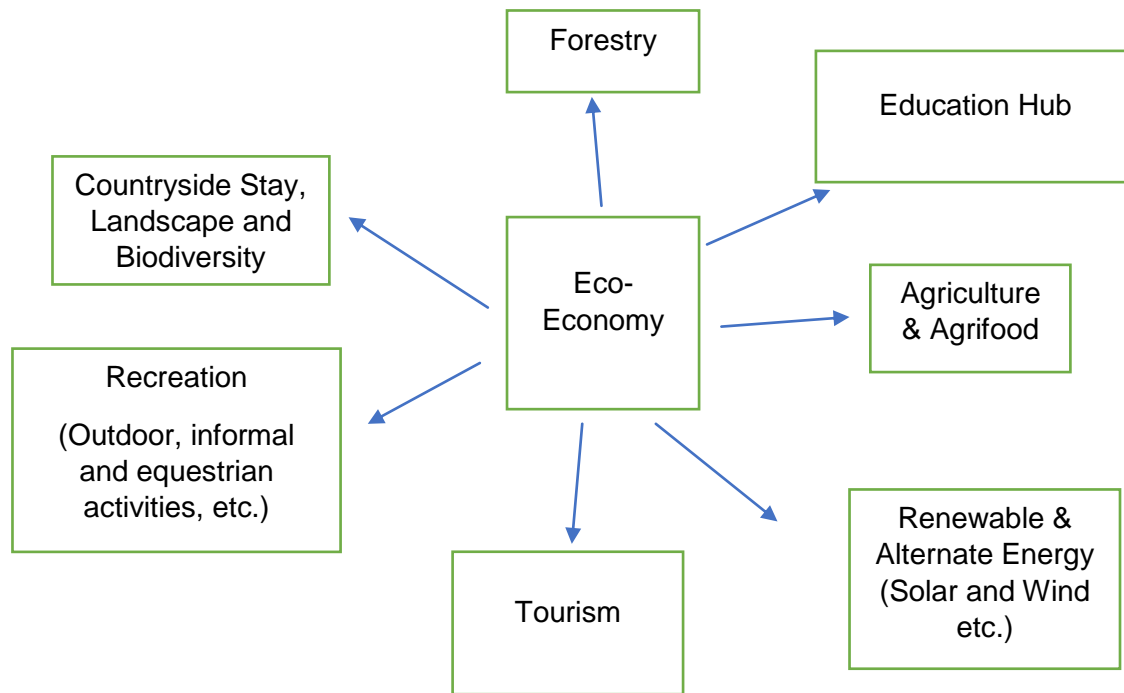 Forestry
Education Hub
Countryside Stay,
Landscape and
Biodiversity
Eco-
Economy
Agriculture
& Agrifood
Recreation
(Outdoor, informal
and equestrian
activities, etc.)
Renewable &
Alternate Energy
(Solar and Wind
etc.)
Tourism